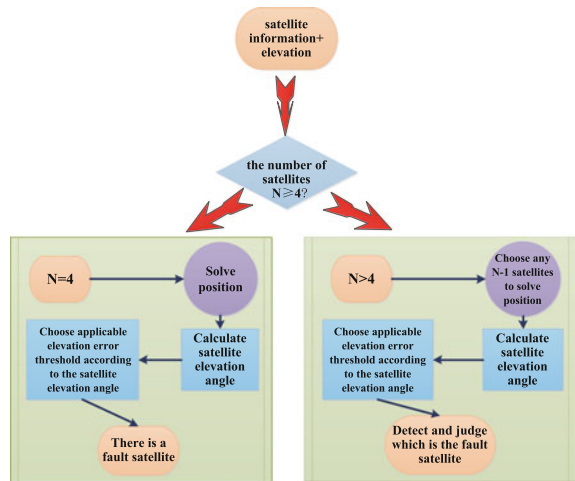 satellite
information+
elevation
the number of
satellites
N≥4?
N=4
Solve
position
Choose applicable
elevation error
threshold according
to the satellite
elevation angle
Calculate
satellite
elevation
angle
There is a
fault satellite
N>4
Choose any
N-1 satellites
to solve
position
Choose applicable
elevation error
threshold according
to the satellite
elevation angle
Calculate
satellite
elevation
angle
Detect and judge
which is the fault
satellite